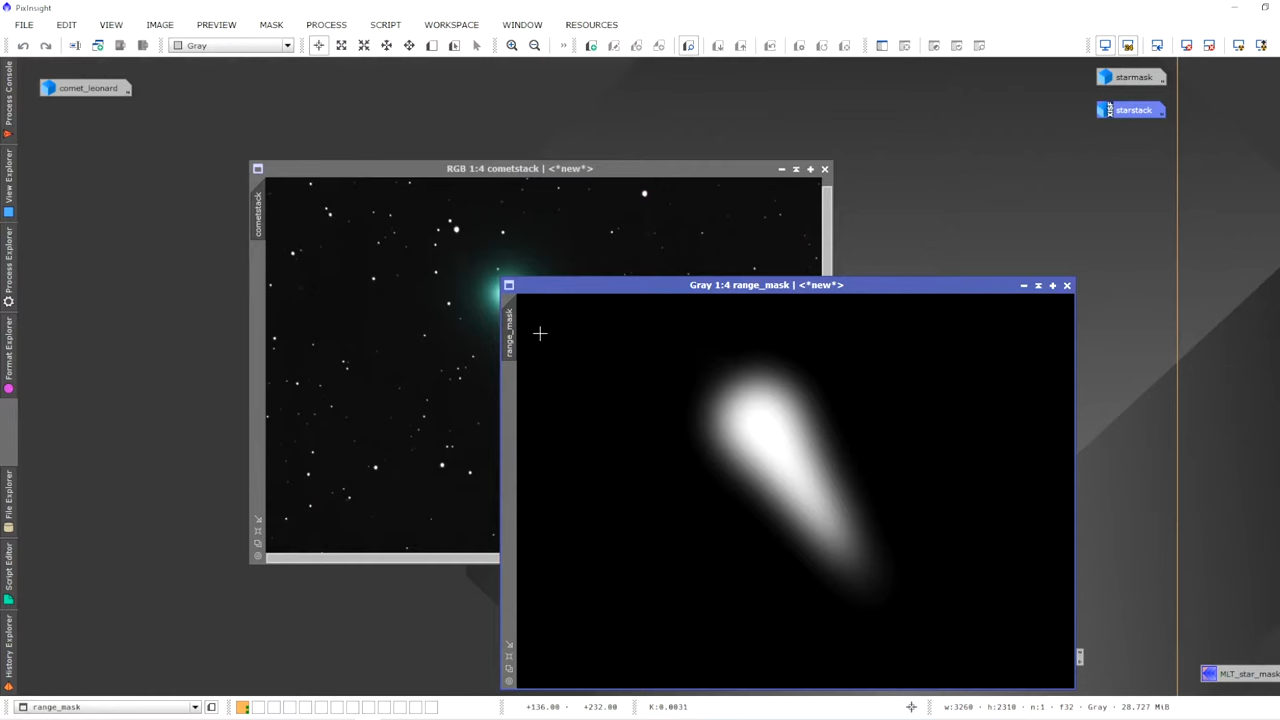 PixInsight
FILE EDIT VIEW IMAGE PREVIEW MASK PROCESS SCRIPT WORKSPACE WINDOW RESOURCES
Gray
Process Console
View Explorer
Process Explorer
Format Explorer
File Explorer
Script Editor
History Explorer
comet_leonard
starmask
starstack
RGB 1:4 cometstack | <*new*>
cometstack
Gray 1:4 range_mask | <*new*>
range_mask
MLT_star_mask
range_mask
+136.00 +232.00 K:0.0031
w:3260 · h:2310 · n:1 · f32 · Gray · 28.727 MiB